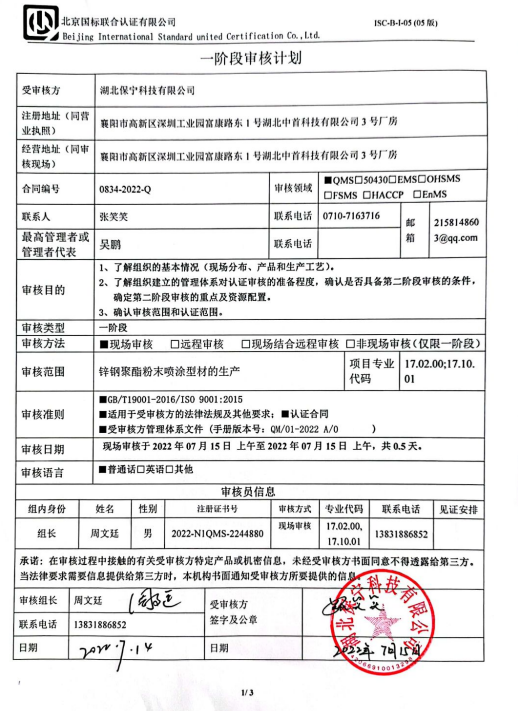 北京国标联合认证有限公司
ISC-B-I-05 (05 版)
Beijing International Standard united Certification Co.,Ltd.
一阶段审核计划
受审核方 湖北保宁科技有限公司
注册地址（同营业执照） 襄阳市高新区深圳工业园富康路东 1 号湖北中首科技有限公司 3 号厂房
经营地址（同审核现场） 襄阳市高新区深圳工业园富康路东 1 号湖北中首科技有限公司 3 号厂房
合同编号 0834-2022-Q 审核领域 ■QMS□50430□EMS□OHSMS
□FSMS □HACCP □EnMS
联系人 张笑笑 联系电话 0710-7163716 邮箱 2158148603@qq.com
最高管理者或管理者代表 吴鹏 联系电话
审核目的
1、了解组织的基本情况（现场分布、产品和生产工艺）。
2、了解组织建立的管理体系对认证审核的准备程度，确认是否具备第二阶段审核的条件，
确定第二阶段审核的重点及资源配置。
3、确认审核范围和认证范围。
审核类型 一阶段
审核方法 ■现场审核 □远程审核 □现场结合远程审核 □非现场审核(仅限一阶段)
审核范围 锌钢聚酯粉末喷涂型材的生产 项目专业代码 17.02.00;17.10.01
审核准则
■GB/T19001-2016/ISO 9001:2015
■适用于受审核方的法律法规及其他要求；■认证合同
■受审核方管理体系文件（手册版本号：QM/01-2022 A/0 ）
审核日期 现场审核于 2022 年 07 月 15 日 上午至 2022 年 07 月 15 日 上午，共 0.5 天。
审核语言 ■普通话□英语□其他
审核员信息
组内身份 姓名 性别 注册证书号 审核方式 专业代码 联系电话 见证安排
组长 周文廷 男 2022-N1QMS-2244880 现场审核 17.02.00,17.10.01 13831886852
承诺：在审核过程中接触的有关受审核方特定产品或机密信息，未经受审核方书面同意不得透露给第三方。
当法律要求需要信息提供给第三方时，本机构书面通知受审核方所要提供的信息。
审核组长 周文廷 受审核方签字及公章
联系电话 13831886852
日期 2022.7.14 日期 2022年 7月15日
湖北保宁科技有限公司
1/3